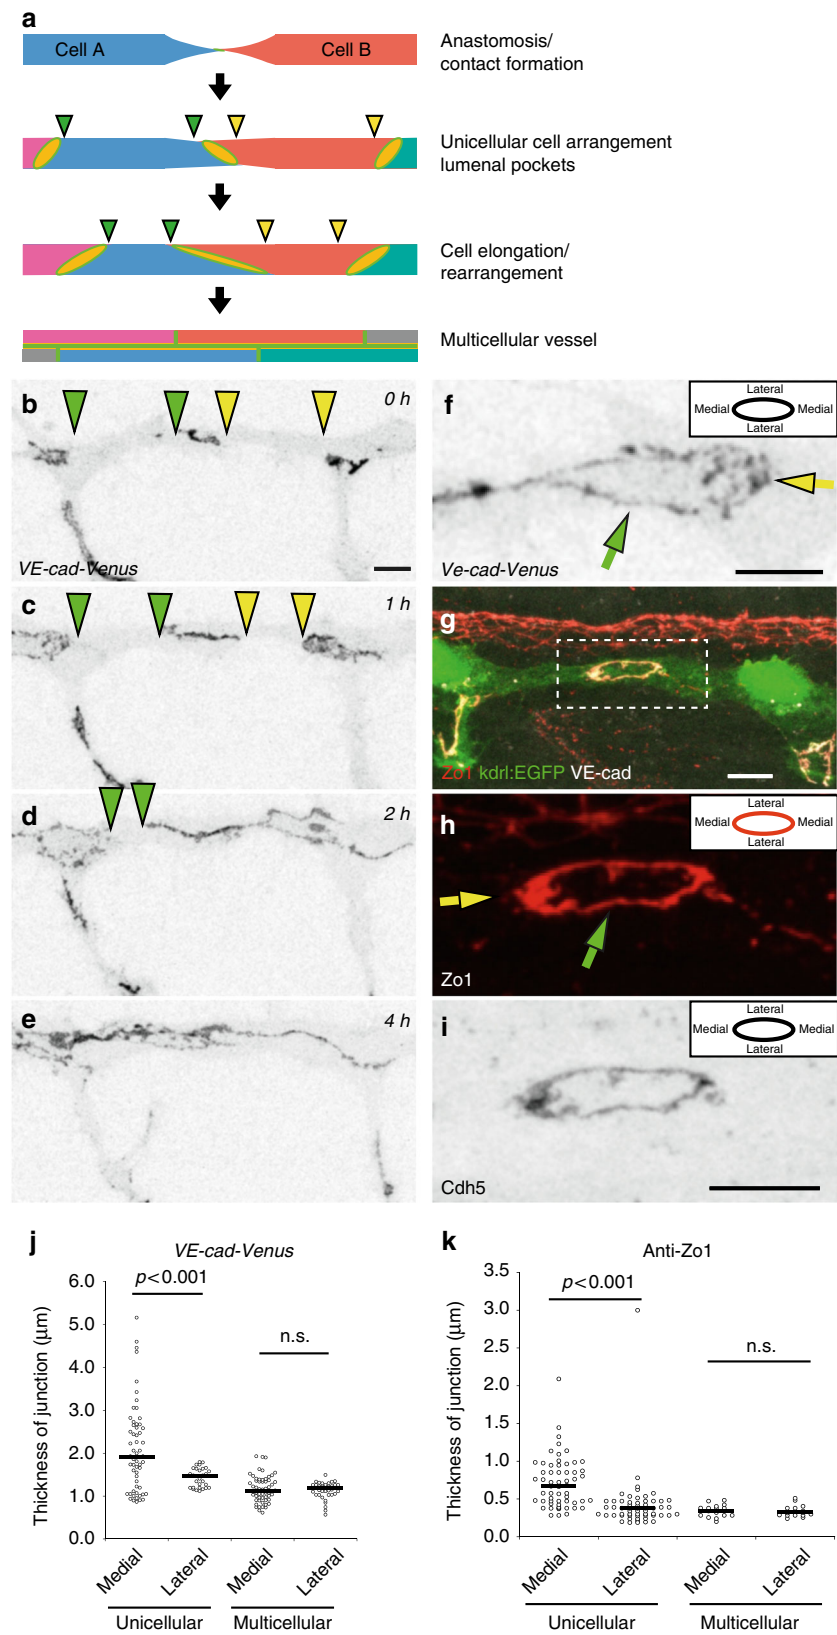 a
Cell A
Cell B
Anastomosis/
contact formation
Unicellular cell arrangement
lumenal pockets
Cell elongation/
rearrangement
Multicellular vessel
b
0 h
VE-cad-Venus
c
1 h
d
2 h
e
4 h
f
Lateral
Medial
Medial
Lateral
Ve-cad-Venus
g
Zo1 kdrl:EGFP VE-cad
h
Lateral
Medial
Medial
Lateral
Zo1
i
Lateral
Medial
Medial
Lateral
Cdh5
j
VE-cad-Venus
p<0.001
n.s.
Thickness of junction (μm)
6.0
5.0
4.0
3.0
2.0
1.0
0.0
Medial
Lateral
Medial
Lateral
Unicellular
Multicellular
k
Anti-Zo1
p<0.001
n.s.
Thickness of junction (μm)
3.5
3.0
2.5
2.0
1.5
1.0
0.5
0.0
Medial
Lateral
Medial
Lateral
Unicellular
Multicellular